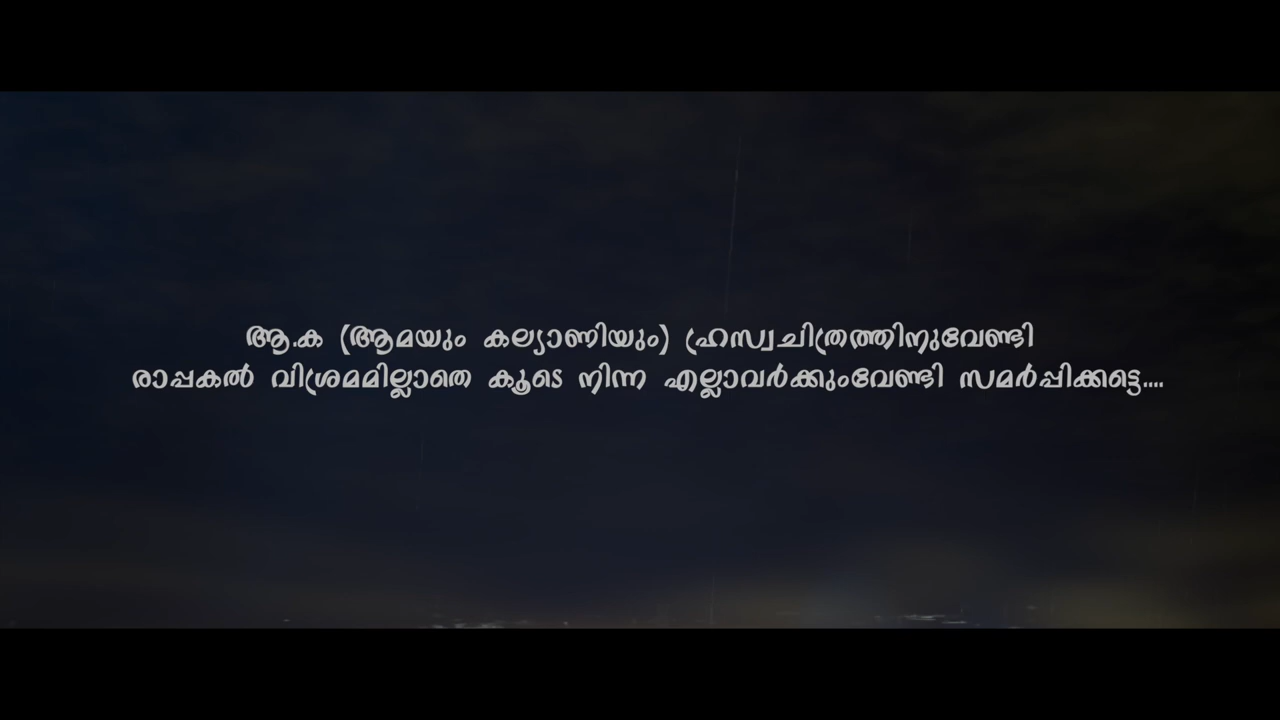 ആ.ക (ആമയും കല്യാണിയും) ഹ്രസ്വചിത്രത്തിനുവേണ്ടി
രാപ്പകൽ വിശ്രമമില്ലാതെ കൂടെ നിന്ന എല്ലാവർക്കുംവേണ്ടി സമർപ്പിക്കട്ടെ....